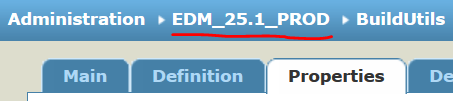 Administration › EDM_25.1_PROD › BuildUtils
Main Definition Properties De